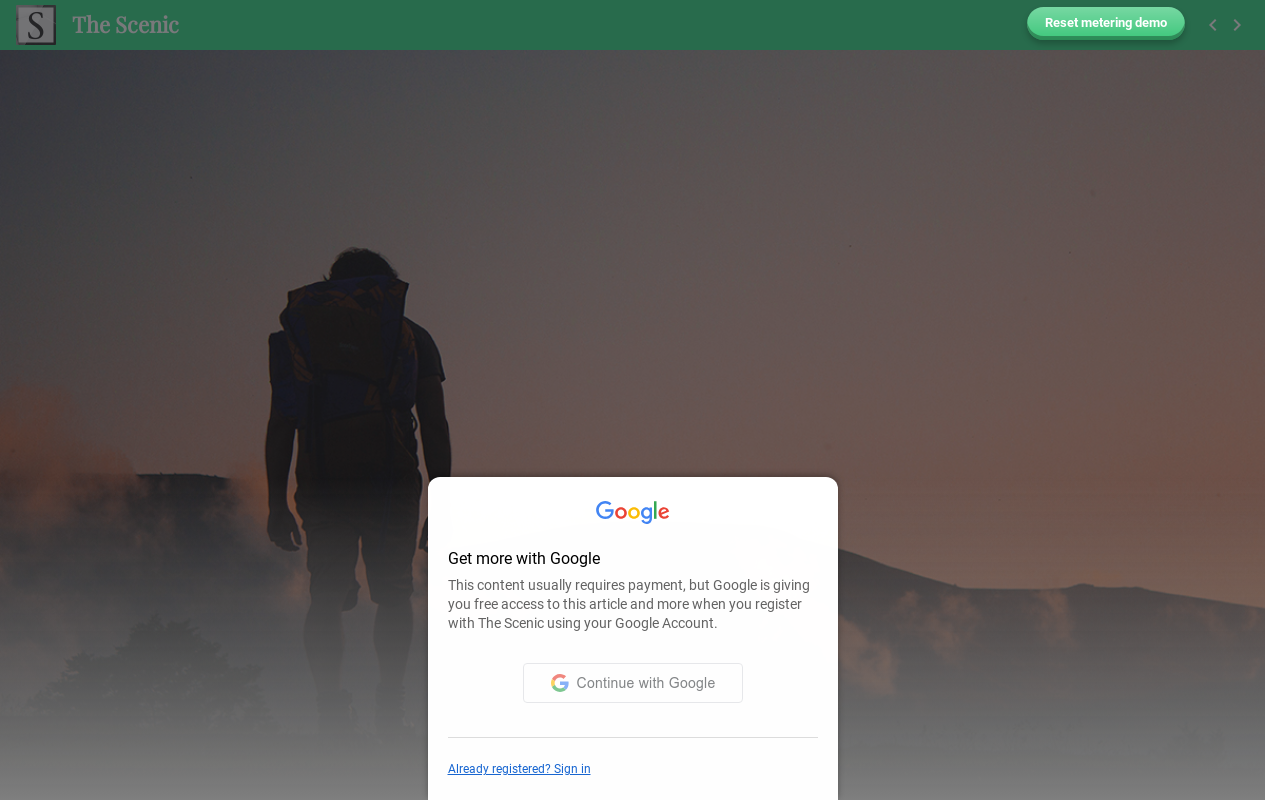 S The Scenic
Reset metering demo
Google
Get more with Google
This content usually requires payment, but Google is giving
you free access to this article and more when you register
with The Scenic using your Google Account.
Continue with Google
Already registered? Sign in